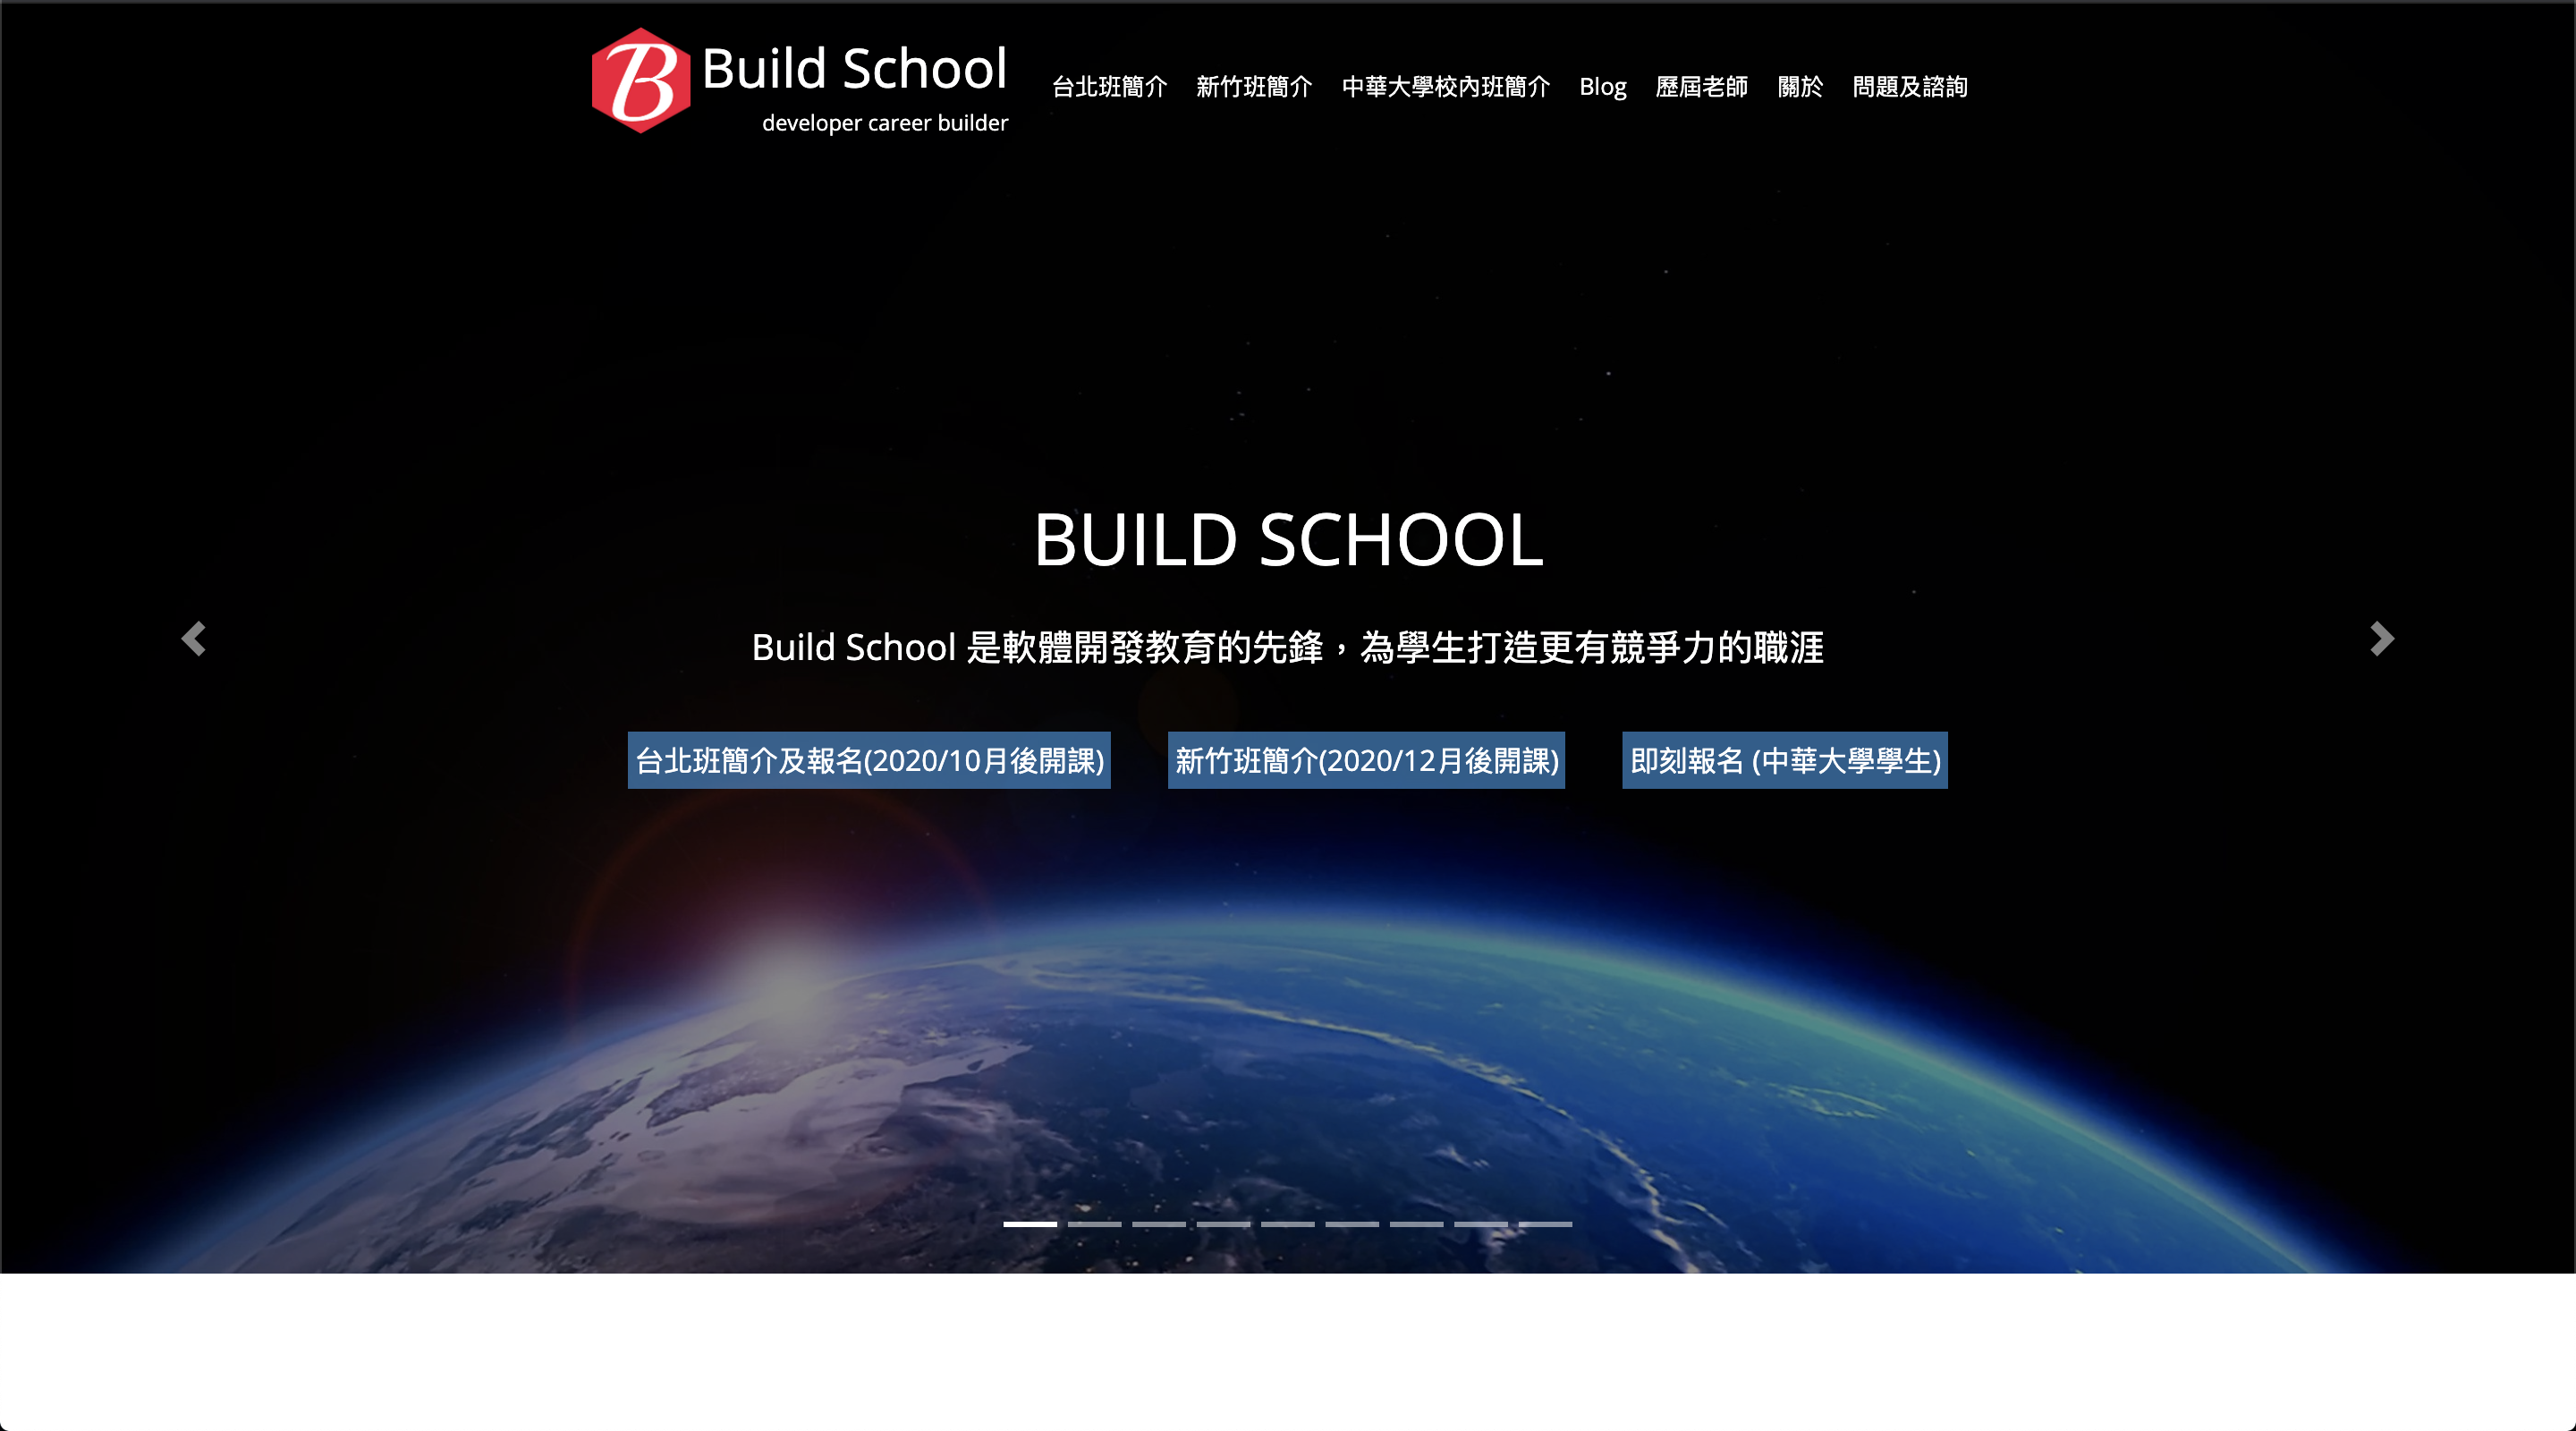 Build School
developer career builder
台北班簡介 新竹班簡介 中華大學校內班簡介 Blog 歷屆老師 關於 問題及諮詢
BUILD SCHOOL
Build School 是軟體開發教育的先鋒，為學生打造更有競爭力的職涯
台北班簡介及報名(2020/10月後開課) 新竹班簡介(2020/12月後開課) 即刻報名 (中華大學學生)